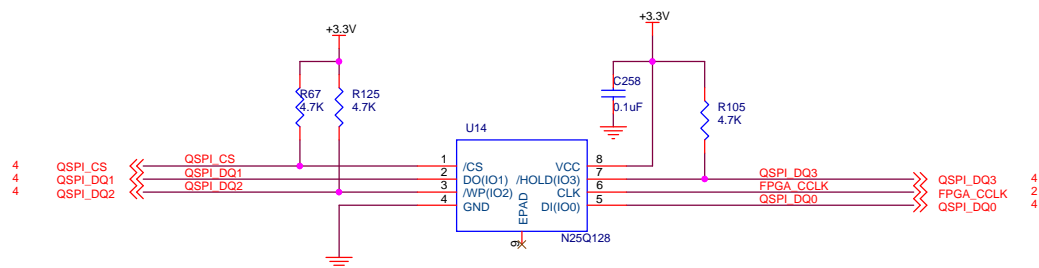 +3.3V
+3.3V
R67
4.7K
R125
4.7K
C258
0.1uF
R105
4.7K
U14
4 QSPI_CS QSPI_CS 1 /CS VCC 8
4 QSPI_DQ1 QSPI_DQ1 2 DO(IO1) /HOLD(IO3) 7 QSPI_DQ3 QSPI_DQ3 4
4 QSPI_DQ2 QSPI_DQ2 3 /WP(IO2) CLK 6 FPGA_CCLK FPGA_CCLK 2
4 GND DI(IO0) 5 QSPI_DQ0 QSPI_DQ0 4
EPAD
9
N25Q128